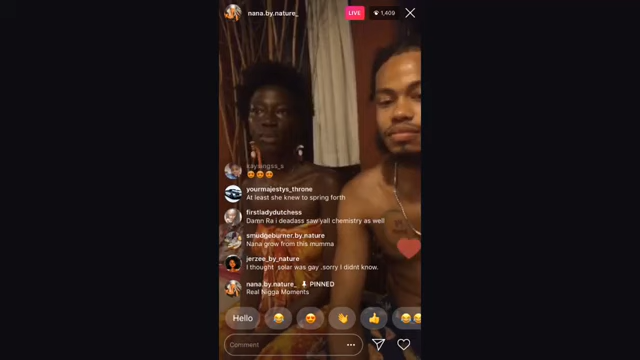 nana.by.nature_
LIVE
1,409
yourmajestys_throne
At least she knew to spring forth
firstladydutchess
Damn Ra i deadass saw yall chemistry as well
smudgeburner.by.nature
Nana grow from this mumma
jerzee_by_nature
I thought solar was gay .sorry I didnt know.
nana.by.nature_ PINNED
Real Nigga Moments
Hello
Comment